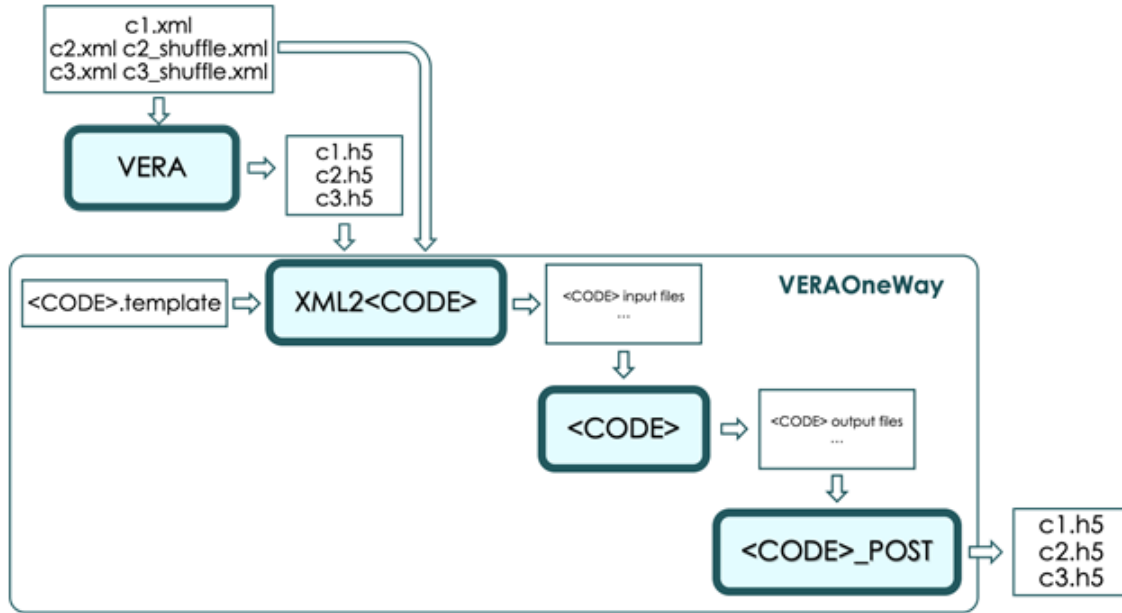 c1.xml
c2.xml c2_shuffle.xml
c3.xml c3_shuffle.xml
VERA
c1.h5
c2.h5
c3.h5
VERAOneWay
<CODE>.template
XML2<CODE>
<CODE> input files
...
<CODE>
<CODE> output files
...
<CODE>_POST
c1.h5
c2.h5
c3.h5